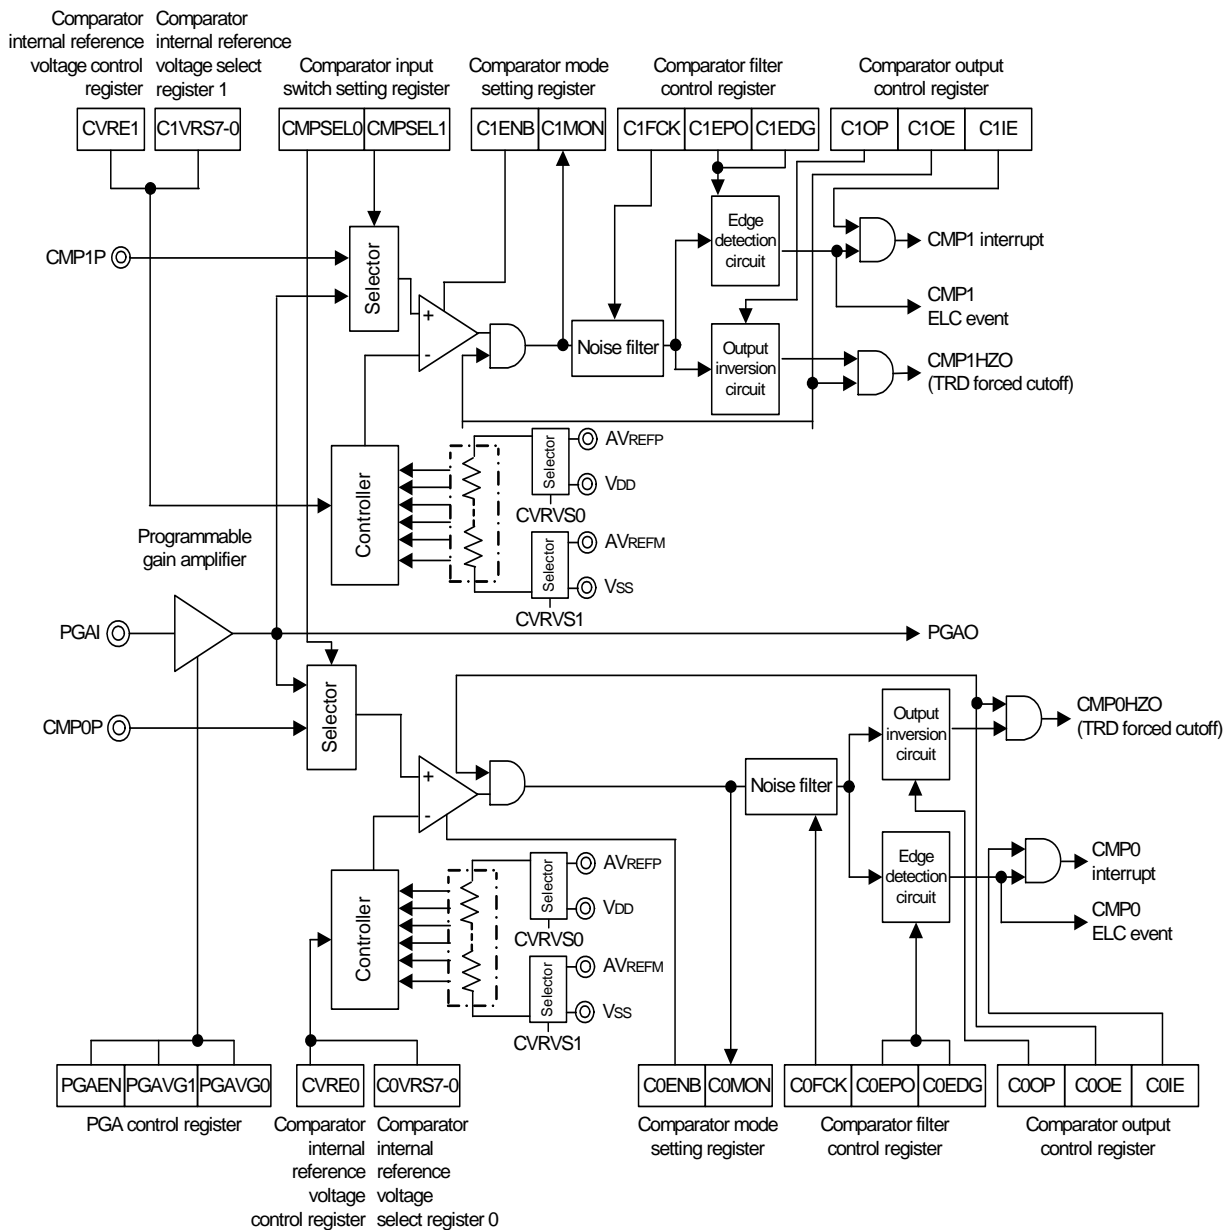 Comparator
internal reference
voltage control
register
Comparator
internal reference
voltage select
register 1
Comparator input
switch setting register
Comparator mode
setting register
Comparator filter
control register
Comparator output
control register
CVRE1
C1VRS7-0
CMPSEL0
CMPSEL1
C1ENB
C1MON
C1FCK
C1EPO
C1EDG
C1OP
C1OE
C1IE
CMP1P
Selector
+
-
Noise filter
Edge
detection
circuit
Output
inversion
circuit
CMP1 interrupt
CMP1
ELC event
CMP1HZO
(TRD forced cutoff)
Controller
Selector
AVREFP
VDD
CVRVS0
Selector
AVREFM
VSS
CVRVS1
Programmable
gain amplifier
PGAI
PGAO
CMP0P
Selector
+
-
Noise filter
Output
inversion
circuit
Edge
detection
circuit
CMP0HZO
(TRD forced cutoff)
CMP0
interrupt
CMP0
ELC event
Controller
Selector
AVREFP
VDD
CVRVS0
Selector
AVREFM
VSS
CVRVS1
PGAEN
PGAVG1
PGAVG0
CVRE0
C0VRS7-0
C0ENB
C0MON
C0FCK
C0EPO
C0EDG
C0OP
C0OE
C0IE
PGA control register
Comparator
internal
reference
voltage
control register
Comparator
internal
reference
voltage
select register 0
Comparator mode
setting register
Comparator filter
control register
Comparator output
control register